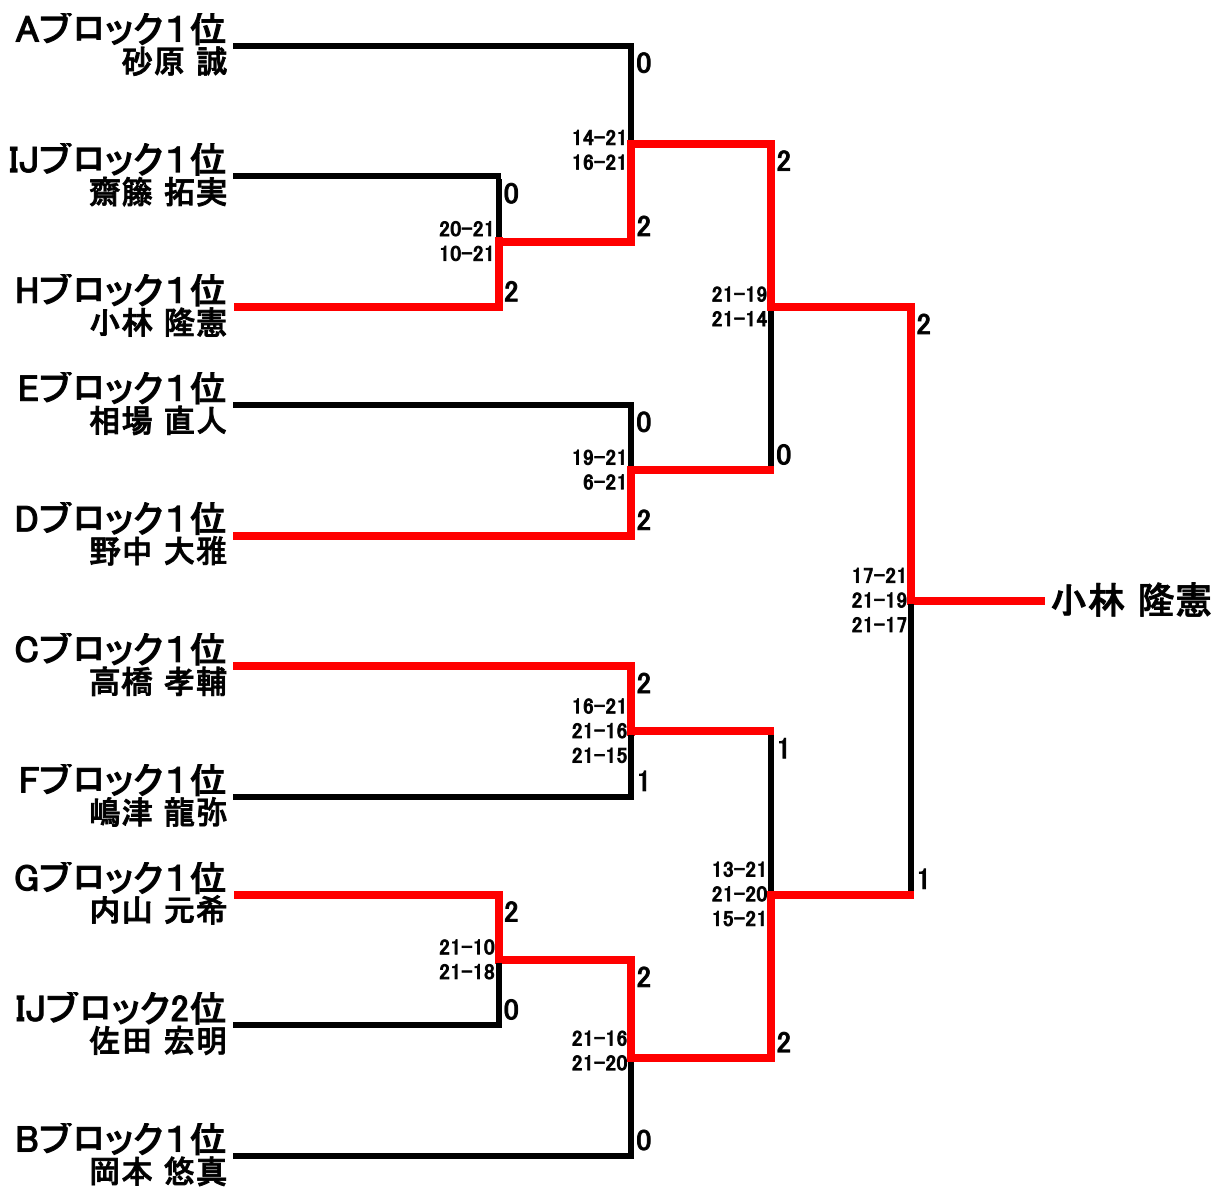 Aブロック1位
砂原 誠
0
14-21
16-21
2
IJブロック1位
齋藤 拓実
0
20-21
10-21
2
Hブロック1位
小林 隆憲
2
21-19
21-14
2
Eブロック1位
相場 直人
0
19-21
6-21
0
Dブロック1位
野中 大雅
2
17-21
21-19
21-17
小林 隆憲
Cブロック1位
高橋 孝輔
2
16-21
21-16
21-15
1
Fブロック1位
嶋津 龍弥
1
13-21
21-20
15-21
1
Gブロック1位
内山 元希
2
21-10
21-18
2
IJブロック2位
佐田 宏明
0
21-16
21-20
2
Bブロック1位
岡本 悠真
0